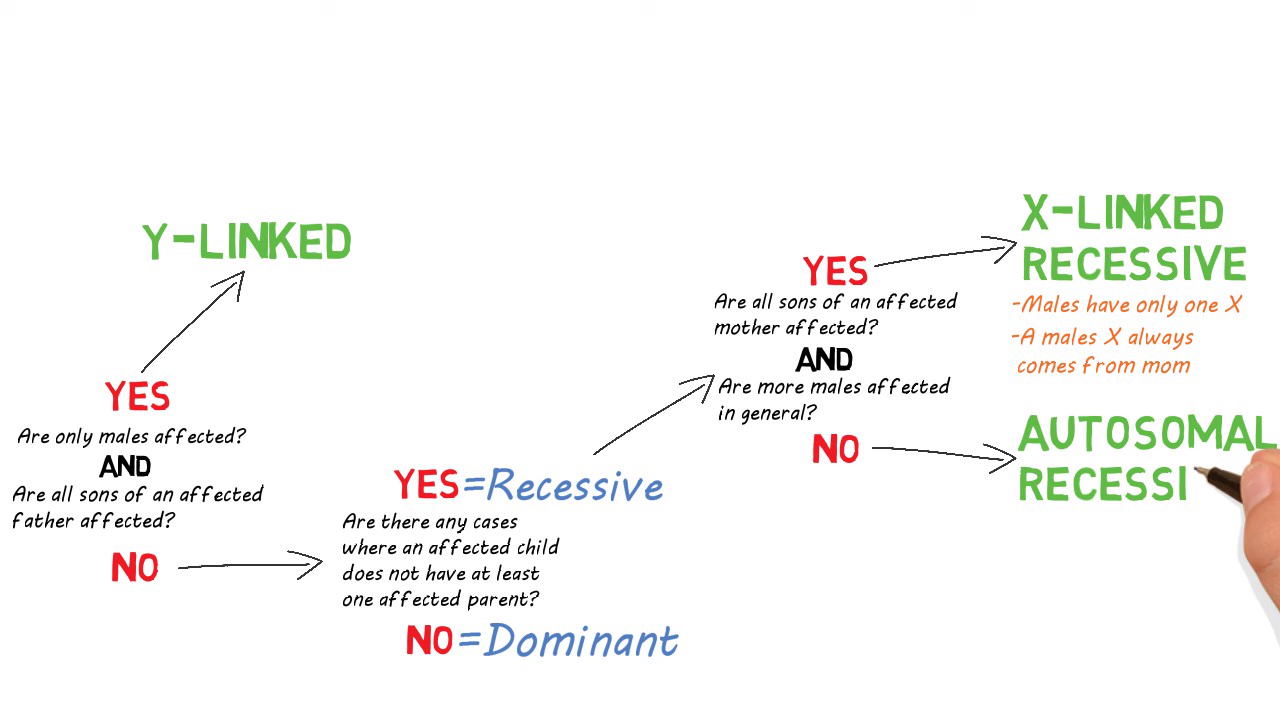 Y-LINKED
YES
Are only males affected?
AND
Are all sons of an affected
father affected?
NO
YES=Recessive
Are there any cases
where an affected child
does not have at least
one affected parent?
NO=Dominant
YES
Are all sons of an affected
mother affected?
AND
Are more males affected
in general?
NO
X-LINKED
RECESSIVE
-Males have only one X
-A males X always
comes from mom
AUTOSOMAL
RECESSI